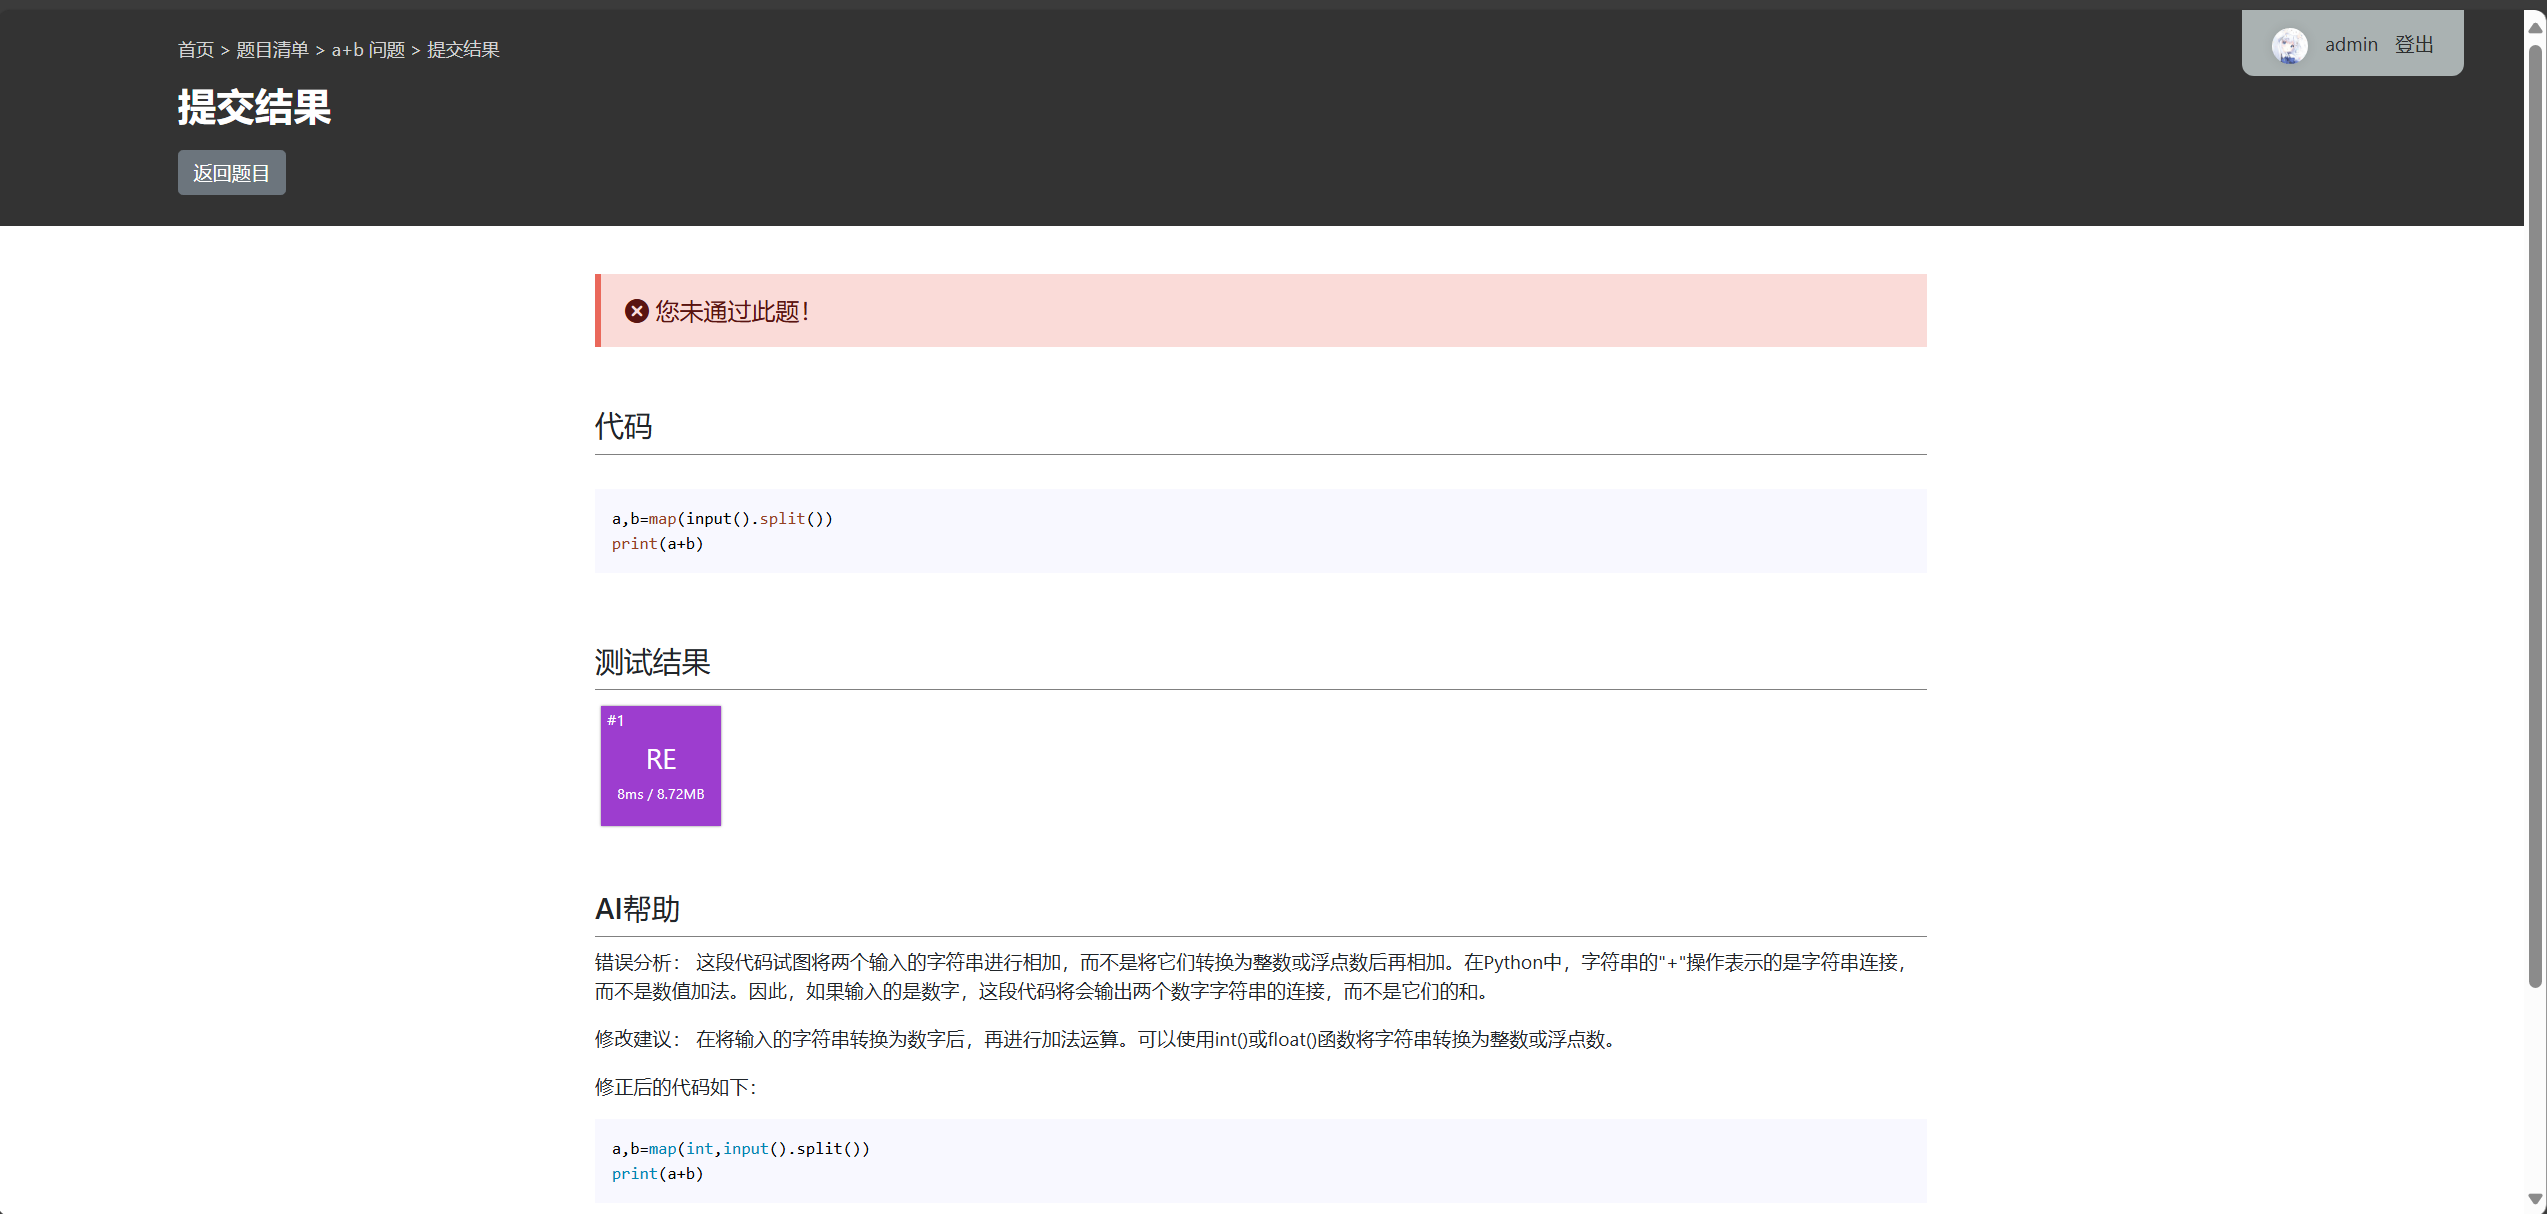 首页 > 题目清单 > a+b 问题 > 提交结果
admin 登出
提交结果
返回题目
您未通过此题！
代码
a,b=map(input().split())
print(a+b)
测试结果
#1
RE
8ms / 8.72MB
AI帮助
错误分析： 这段代码试图将两个输入的字符串进行相加，而不是将它们转换为整数或浮点数后再相加。在Python中，字符串的"+"操作表示的是字符串连接，
而不是数值加法。因此，如果输入的是数字，这段代码将会输出两个数字字符串的连接，而不是它们的和。
修改建议： 在将输入的字符串转换为数字后，再进行加法运算。可以使用int()或float()函数将字符串转换为整数或浮点数。
修正后的代码如下：
a,b=map(int,input().split())
print(a+b)